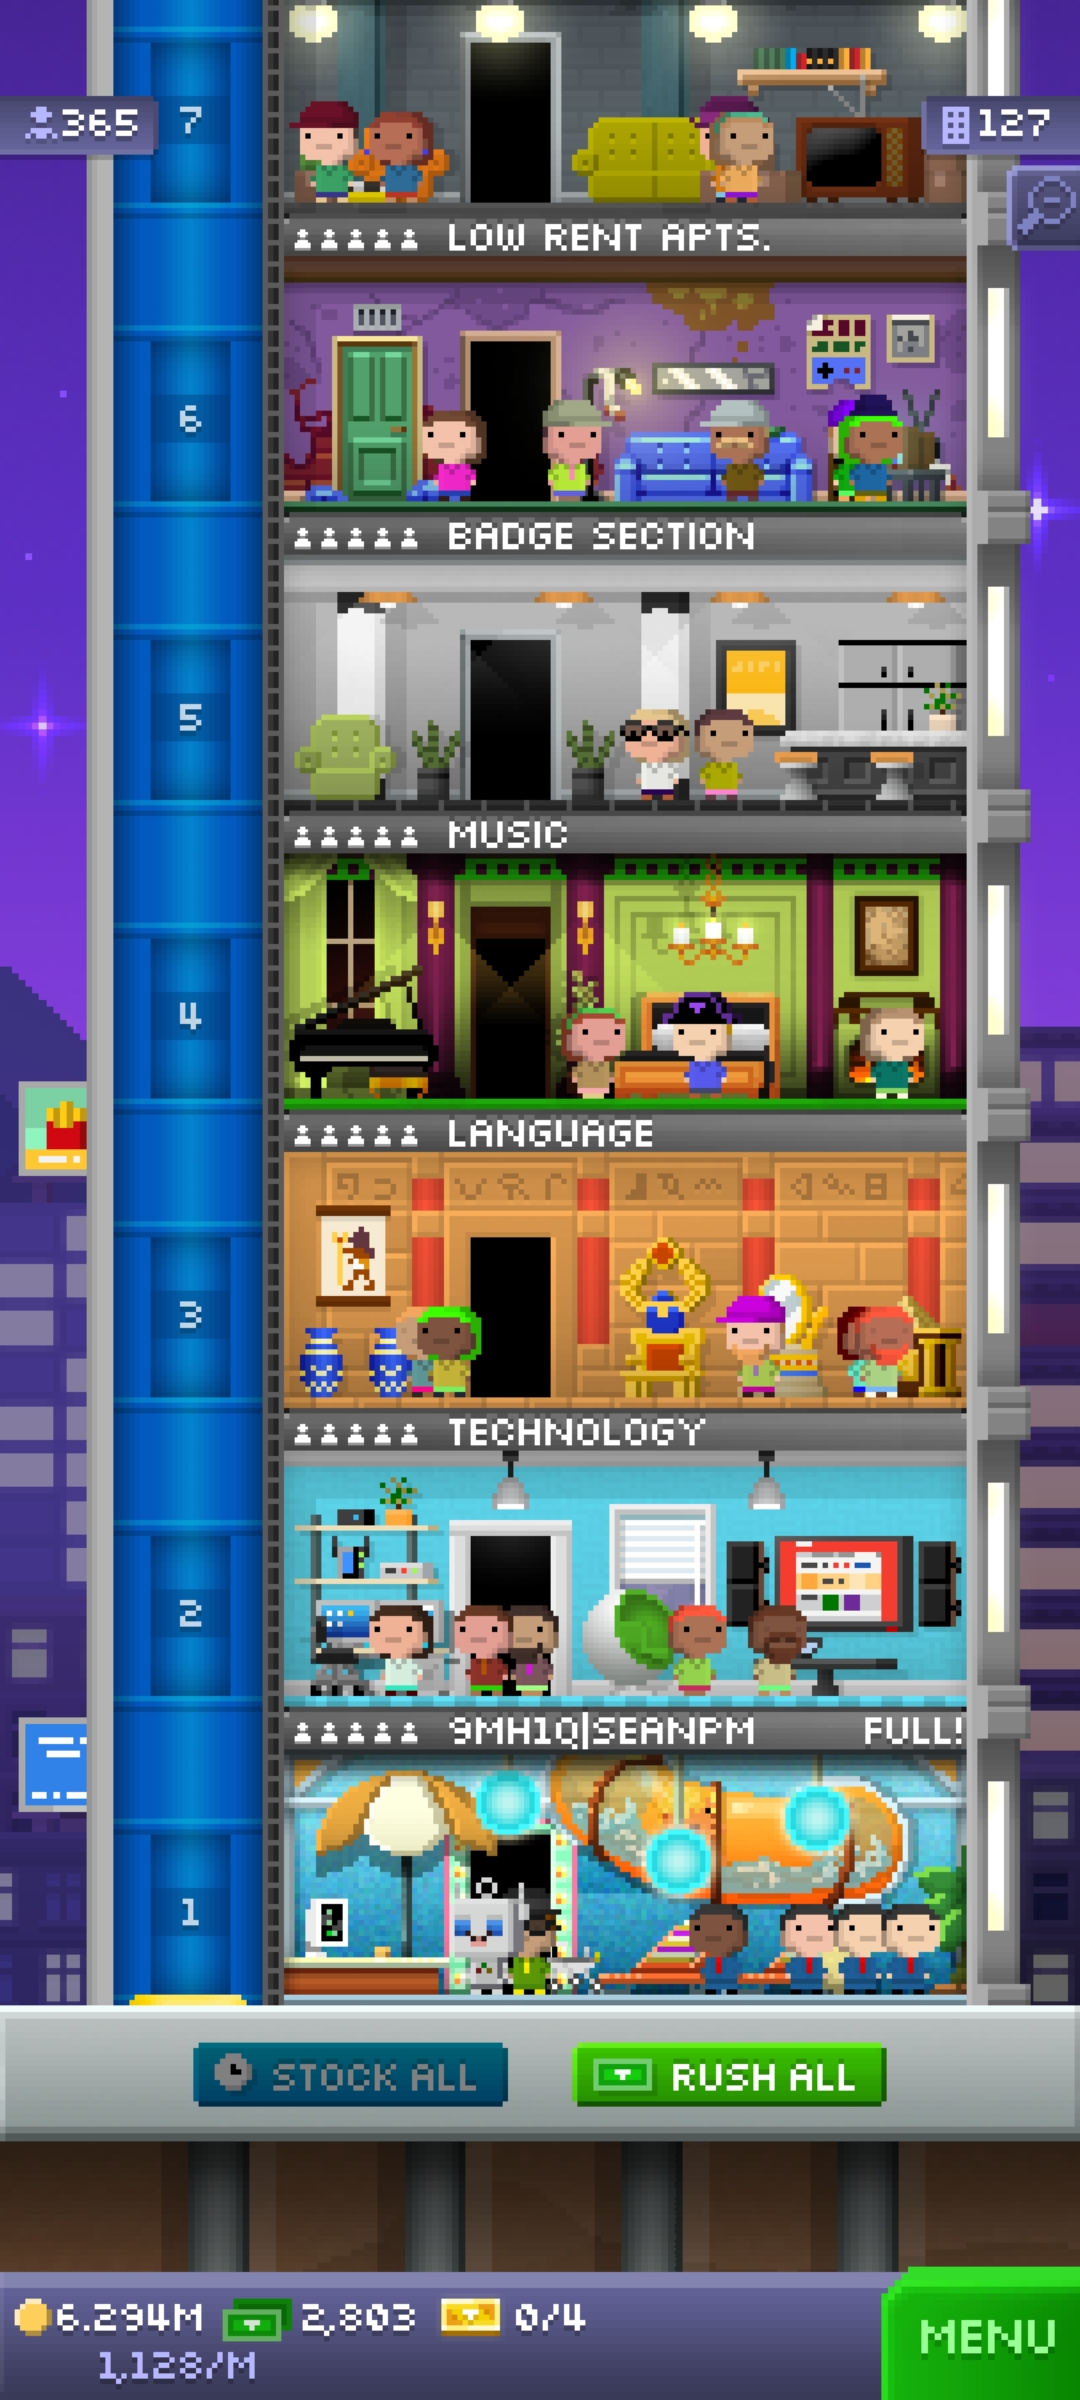 365
7
127
LOW RENT APTS.
6
BADGE SECTION
5
MUSIC
4
LANGUAGE
3
TECHNOLOGY
2
9MH1Q|SEANPM FULL!
1
STOCK ALL
RUSH ALL
6.294M 2,803 0/4
1,128/M
MENU